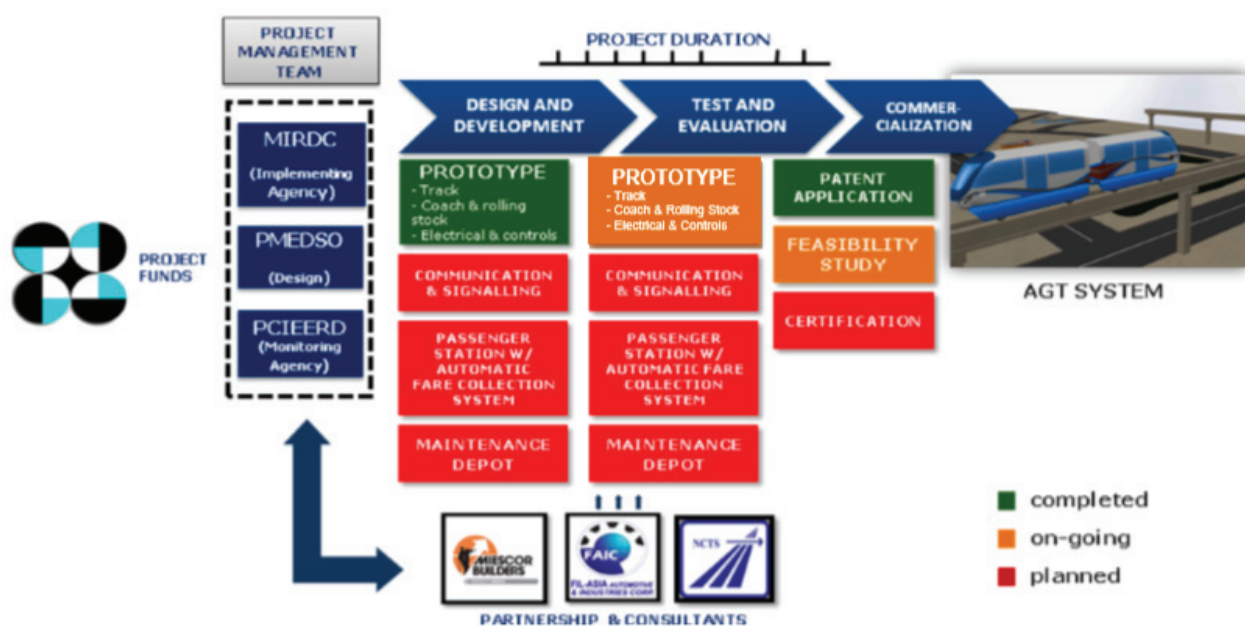 PROJECT
MANAGEMENT
TEAM
PROJECT DURATION
MIRDC
(Implementing
Agency)
PMEDSO
(Design)
PCIEERD
(Monitoring
Agency)
PROJECT
FUNDS
DESIGN AND
DEVELOPMENT
TEST AND
EVALUATION
COMMER-
CIALIZATION
PROTOTYPE
- Track
- Coach & rolling
stock
- Electrical & controls
COMMUNICATION
& SIGNALLING
PASSENGER
STATION W/
AUTOMATIC
FARE COLLECTION
SYSTEM
MAINTENANCE
DEPOT
PROTOTYPE
- Track
- Coach & Rolling Stock
- Electrical & Controls
COMMUNICATION
& SIGNALLING
PASSENGER
STATION W/
AUTOMATIC FARE
COLLECTION
SYSTEM
MAINTENANCE
DEPOT
PATENT
APPLICATION
FEASIBILITY
STUDY
CERTIFICATION
AGT SYSTEM
completed
on-going
planned
MIESCOR
BUILDERS
FAIC
FIL-ASIA AUTOMOTIVE
& INDUSTRIES CORP.
NCTS
PARTNERSHIP & CONSULTANTS